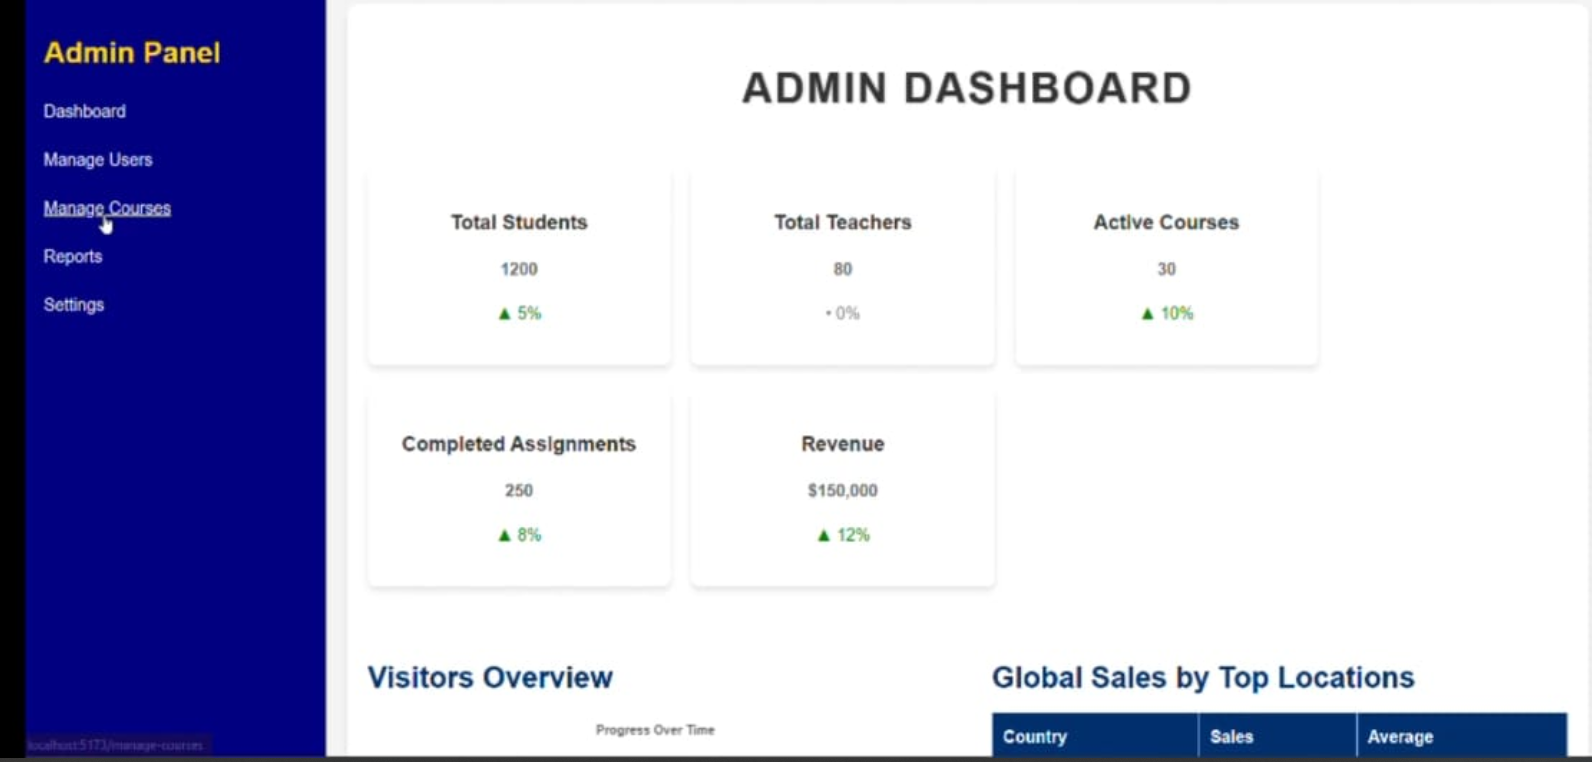 Admin Panel
Dashboard
Manage Users
Manage Courses
Reports
Settings
ADMIN DASHBOARD
Total Students
1200
▲ 5%
Total Teachers
80
• 0%
Active Courses
30
▲ 10%
Completed Assignments
250
▲ 8%
Revenue
$150,000
▲ 12%
Visitors Overview
Progress Over Time
Global Sales by Top Locations
Country Sales Average
localhost:5173/manage-courses